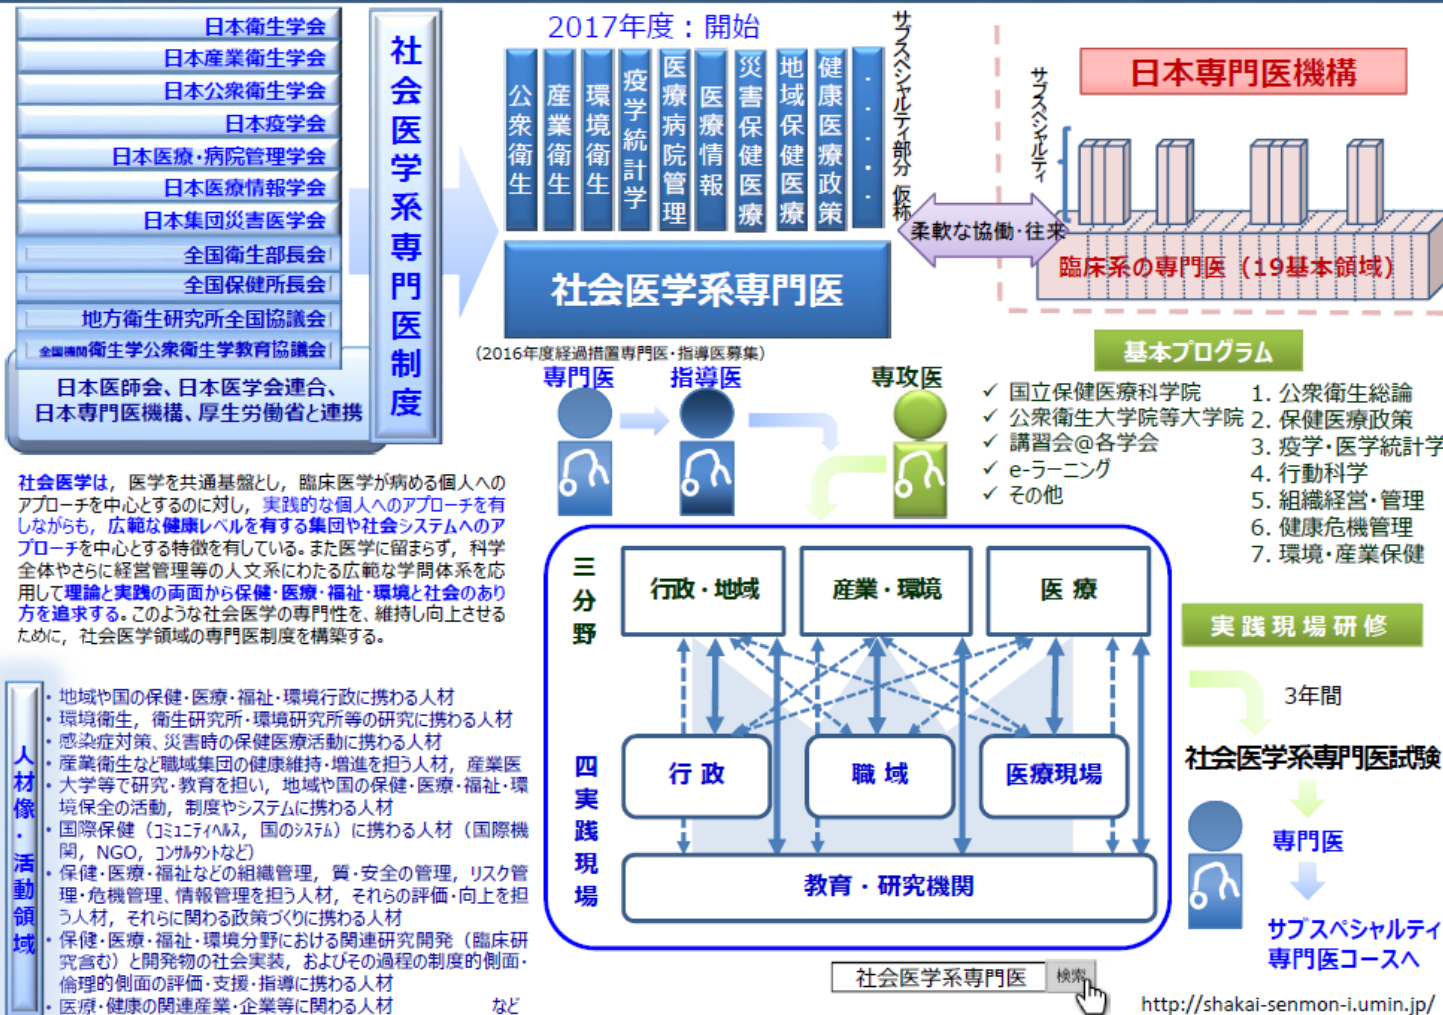 日本衛生学会
日本産業衛生学会
日本公衆衛生学会
日本疫学会
日本医療・病院管理学会
日本医療情報学会
日本集団災害医学会
全国衛生部長会
全国保健所長会
地方衛生研究所全国協議会
全国機関衛生学公衆衛生学教育協議会
日本医師会、日本医学会連合、
日本専門医機構、厚生労働省と連携
社会医学系専門医制度
2017年度：開始
公衆衛生
産業衛生
環境衛生
疫学統計学
医療病院管理
医療情報
災害保健医療
地域保健医療
健康医療政策
・・・・・
サブスペシャルティ部分 仮称
社会医学系専門医
(2016年度経過措置専門医・指導医募集)
柔軟な協働・往来
サブスペシャルティ
日本専門医機構
臨床系の専門医（19基本領域）
専門医
指導医
専攻医
基本プログラム
✓ 国立保健医療科学院
✓ 公衆衛生大学院等大学院
✓ 講習会@各学会
✓ e-ラーニング
✓ その他
1. 公衆衛生総論
2. 保健医療政策
3. 疫学・医学統計学
4. 行動科学
5. 組織経営・管理
6. 健康危機管理
7. 環境・産業保健
社会医学は，医学を共通基盤とし，臨床医学が病める個人への
アプローチを中心とするのに対し，実践的な個人へのアプローチを有
しながらも，広範な健康レベルを有する集団や社会システムへのア
プローチを中心とする特徴を有している。また医学に留まらず，科学
全体やさらに経営管理等の人文系にわたる広範な学問体系を応
用して理論と実践の両面から保健・医療・福祉・環境と社会のあり
方を追求する。このような社会医学の専門性を、維持し向上させる
ために，社会医学領域の専門医制度を構築する。
人材像・活動領域
・地域や国の保健・医療・福祉・環境行政に携わる人材
・環境衛生，衛生研究所・環境研究所等の研究に携わる人材
・感染症対策、災害時の保健医療活動に携わる人材
・産業衛生など職域集団の健康維持・増進を担う人材，産業医
・大学等で研究・教育を担い，地域や国の保健・医療・福祉・環
境保全の活動，制度やシステムに携わる人材
・国際保健（コミュニティヘルス，国のシステム）に携わる人材（国際機
関，NGO，コンサルタントなど）
・保健・医療・福祉などの組織管理，質・安全の管理，リスク管
理・危機管理、情報管理を担う人材，それらの評価・向上を担
う人材，それらに関わる政策づくりに携わる人材
・保健・医療・福祉・環境分野における関連研究開発（臨床研
究含む）と開発物の社会実装，およびその過程の制度的側面・
倫理的側面の評価・支援・指導に携わる人材
・医療・健康の関連産業・企業等に関わる人材 など
三分野
行政・地域
産業・環境
医療
四実践現場
行政
職域
医療現場
教育・研究機関
実践現場研修
3年間
社会医学系専門医試験
専門医
サブスペシャルティ
専門医コースへ
社会医学系専門医 検索
http://shakai-senmon-i.umin.jp/